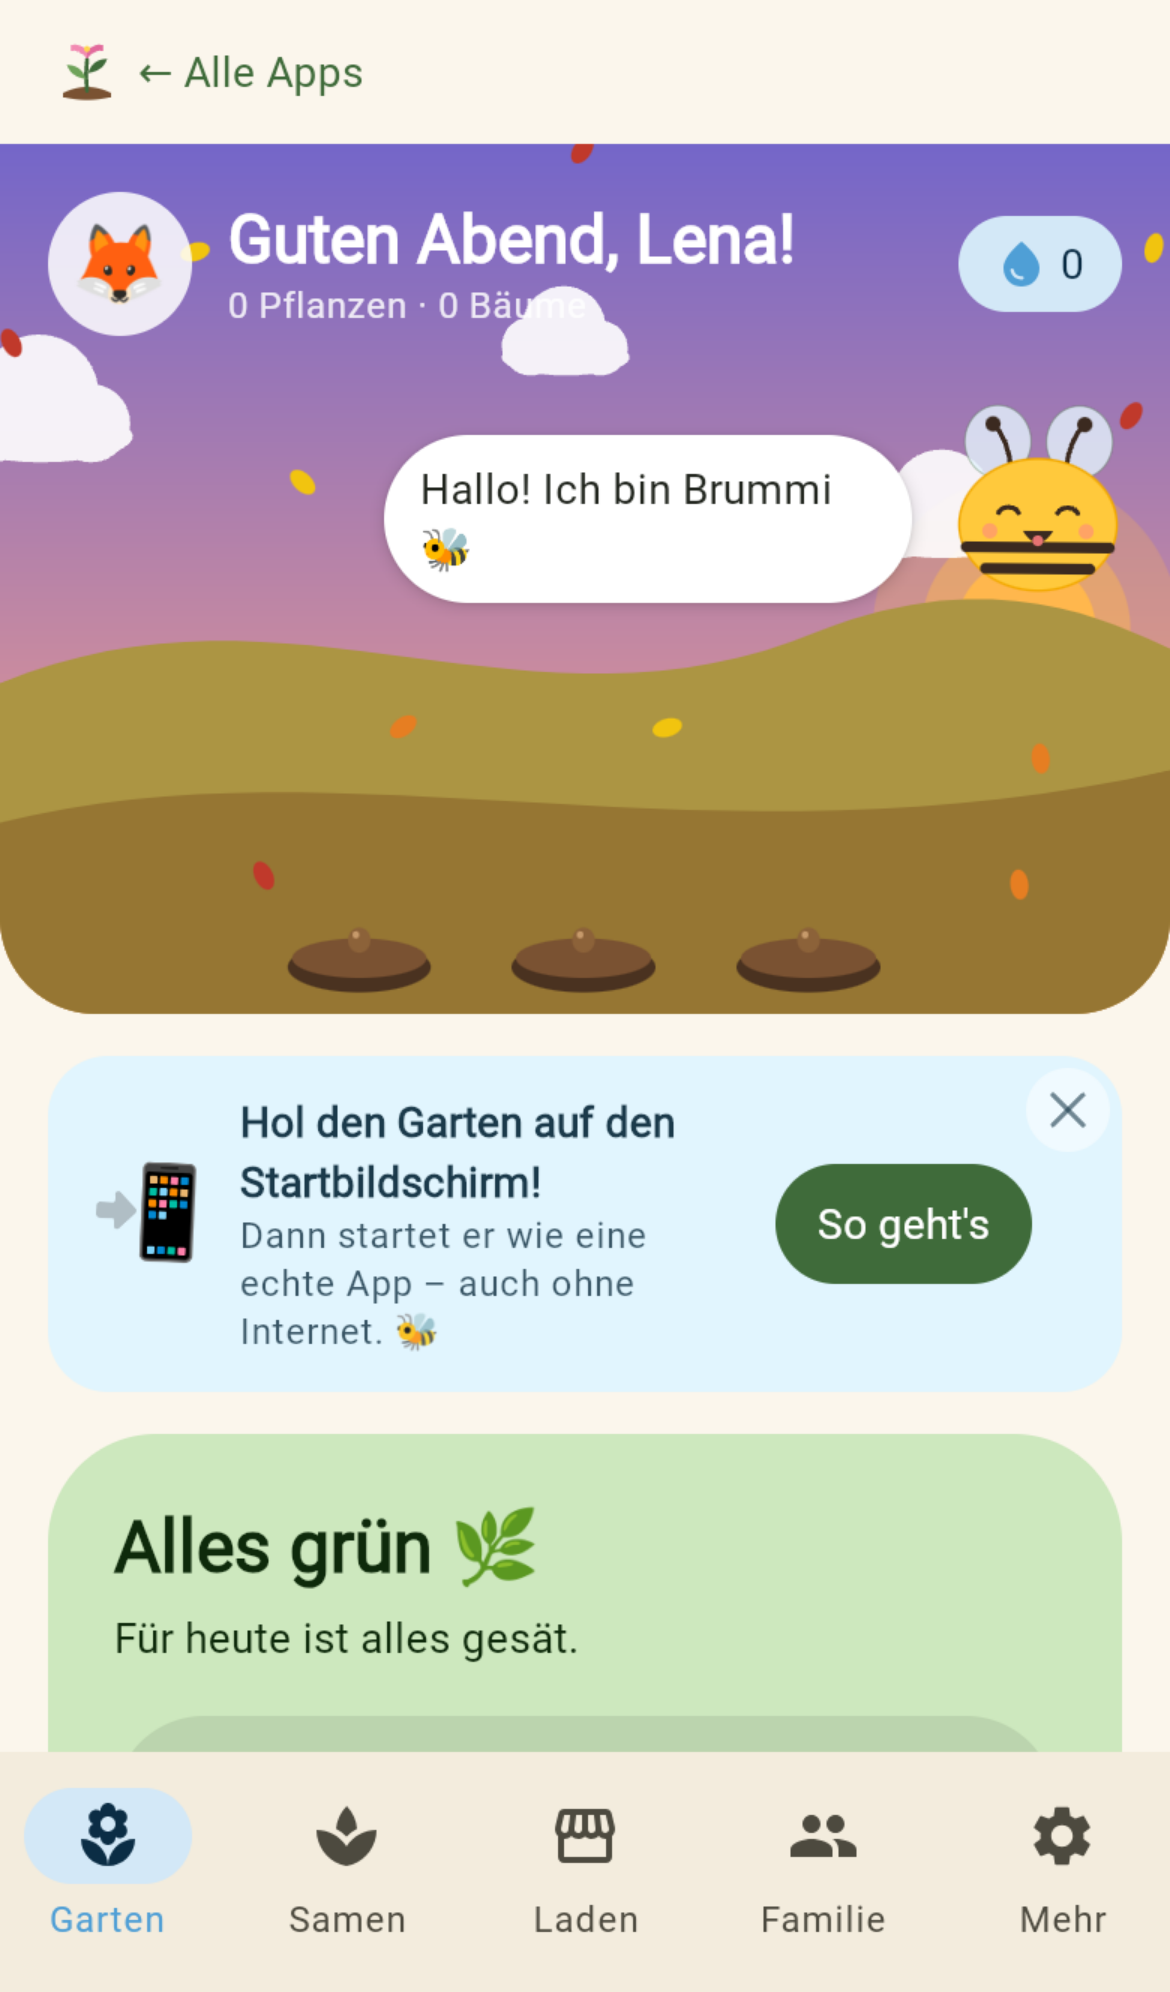 ← Alle Apps
Guten Abend, Lena!
0 Pflanzen · 0 Bäume
0
Hallo! Ich bin Brummi
🐝
Hol den Garten auf den
Startbildschirm!
Dann startet er wie eine
echte App – auch ohne
Internet. 🐝
So geht's
Alles grün 🌿
Für heute ist alles gesät.
Garten
Samen
Laden
Familie
Mehr